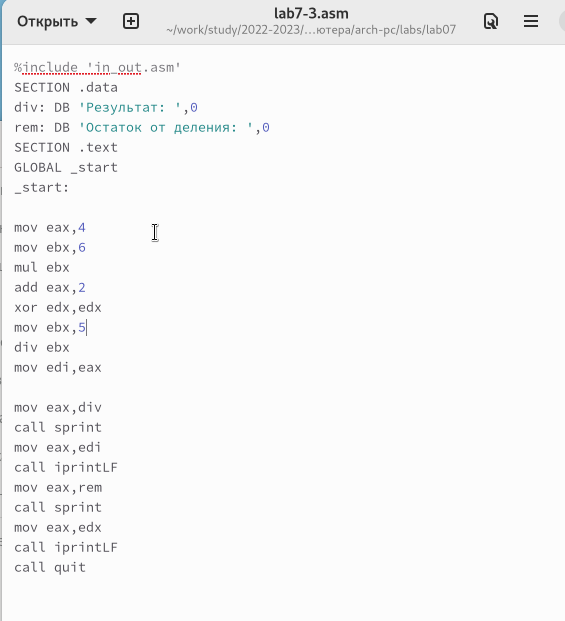 Открыть
lab7-3.asm
~/work/study/2022-2023/…ютера/arch-pc/labs/lab07
%include 'in_out.asm'
SECTION .data
div: DB 'Результат: ',0
rem: DB 'Остаток от деления: ',0
SECTION .text
GLOBAL _start
_start:
mov eax,4
mov ebx,6
mul ebx
add eax,2
xor edx,edx
mov ebx,5
div ebx
mov edi,eax
mov eax,div
call sprint
mov eax,edi
call iprintLF
mov eax,rem
call sprint
mov eax,edx
call iprintLF
call quit